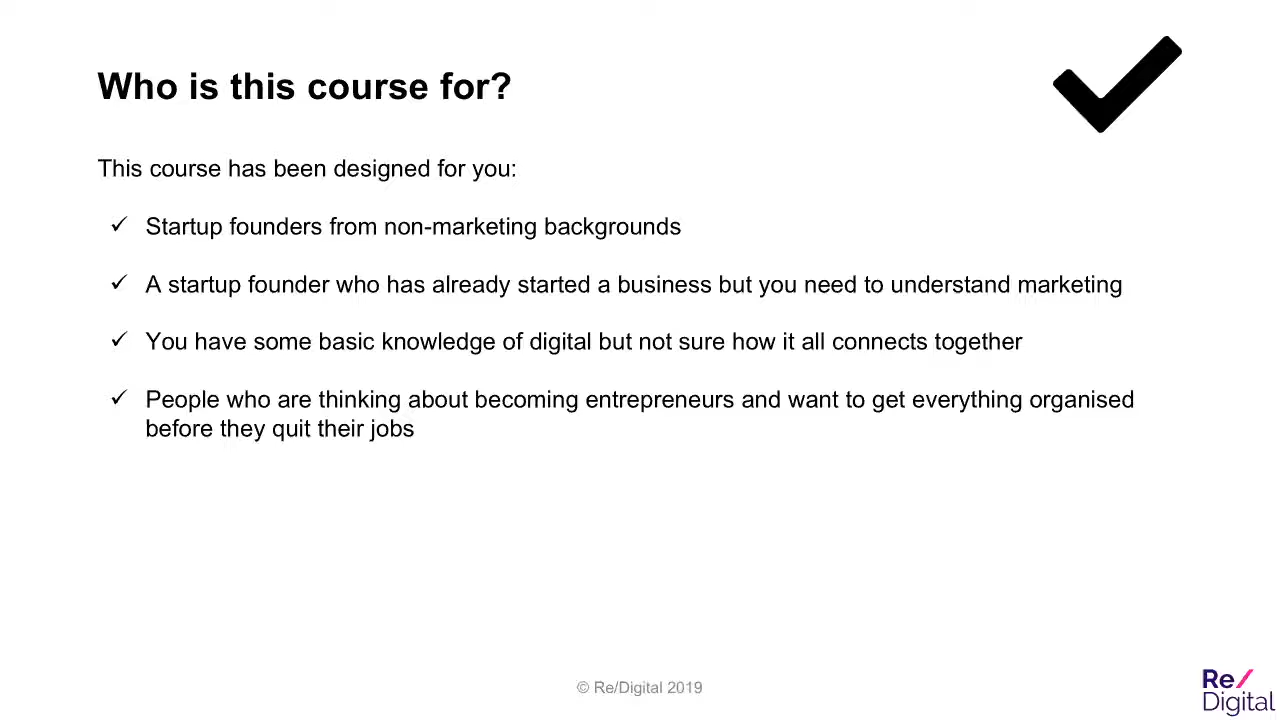 Who is this course for?
This course has been designed for you:
✓ Startup founders from non-marketing backgrounds
✓ A startup founder who has already started a business but you need to understand marketing
✓ You have some basic knowledge of digital but not sure how it all connects together
✓ People who are thinking about becoming entrepreneurs and want to get everything organised
before they quit their jobs
© Re/Digital 2019
Re/
Digital